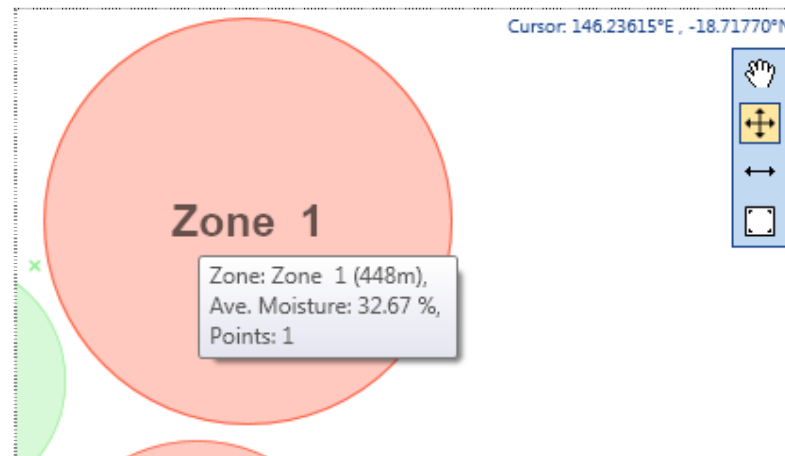 Cursor: 146.23615°E , -18.71770°N
Zone 1
Zone: Zone 1 (448m),
Ave. Moisture: 32.67 %,
Points: 1